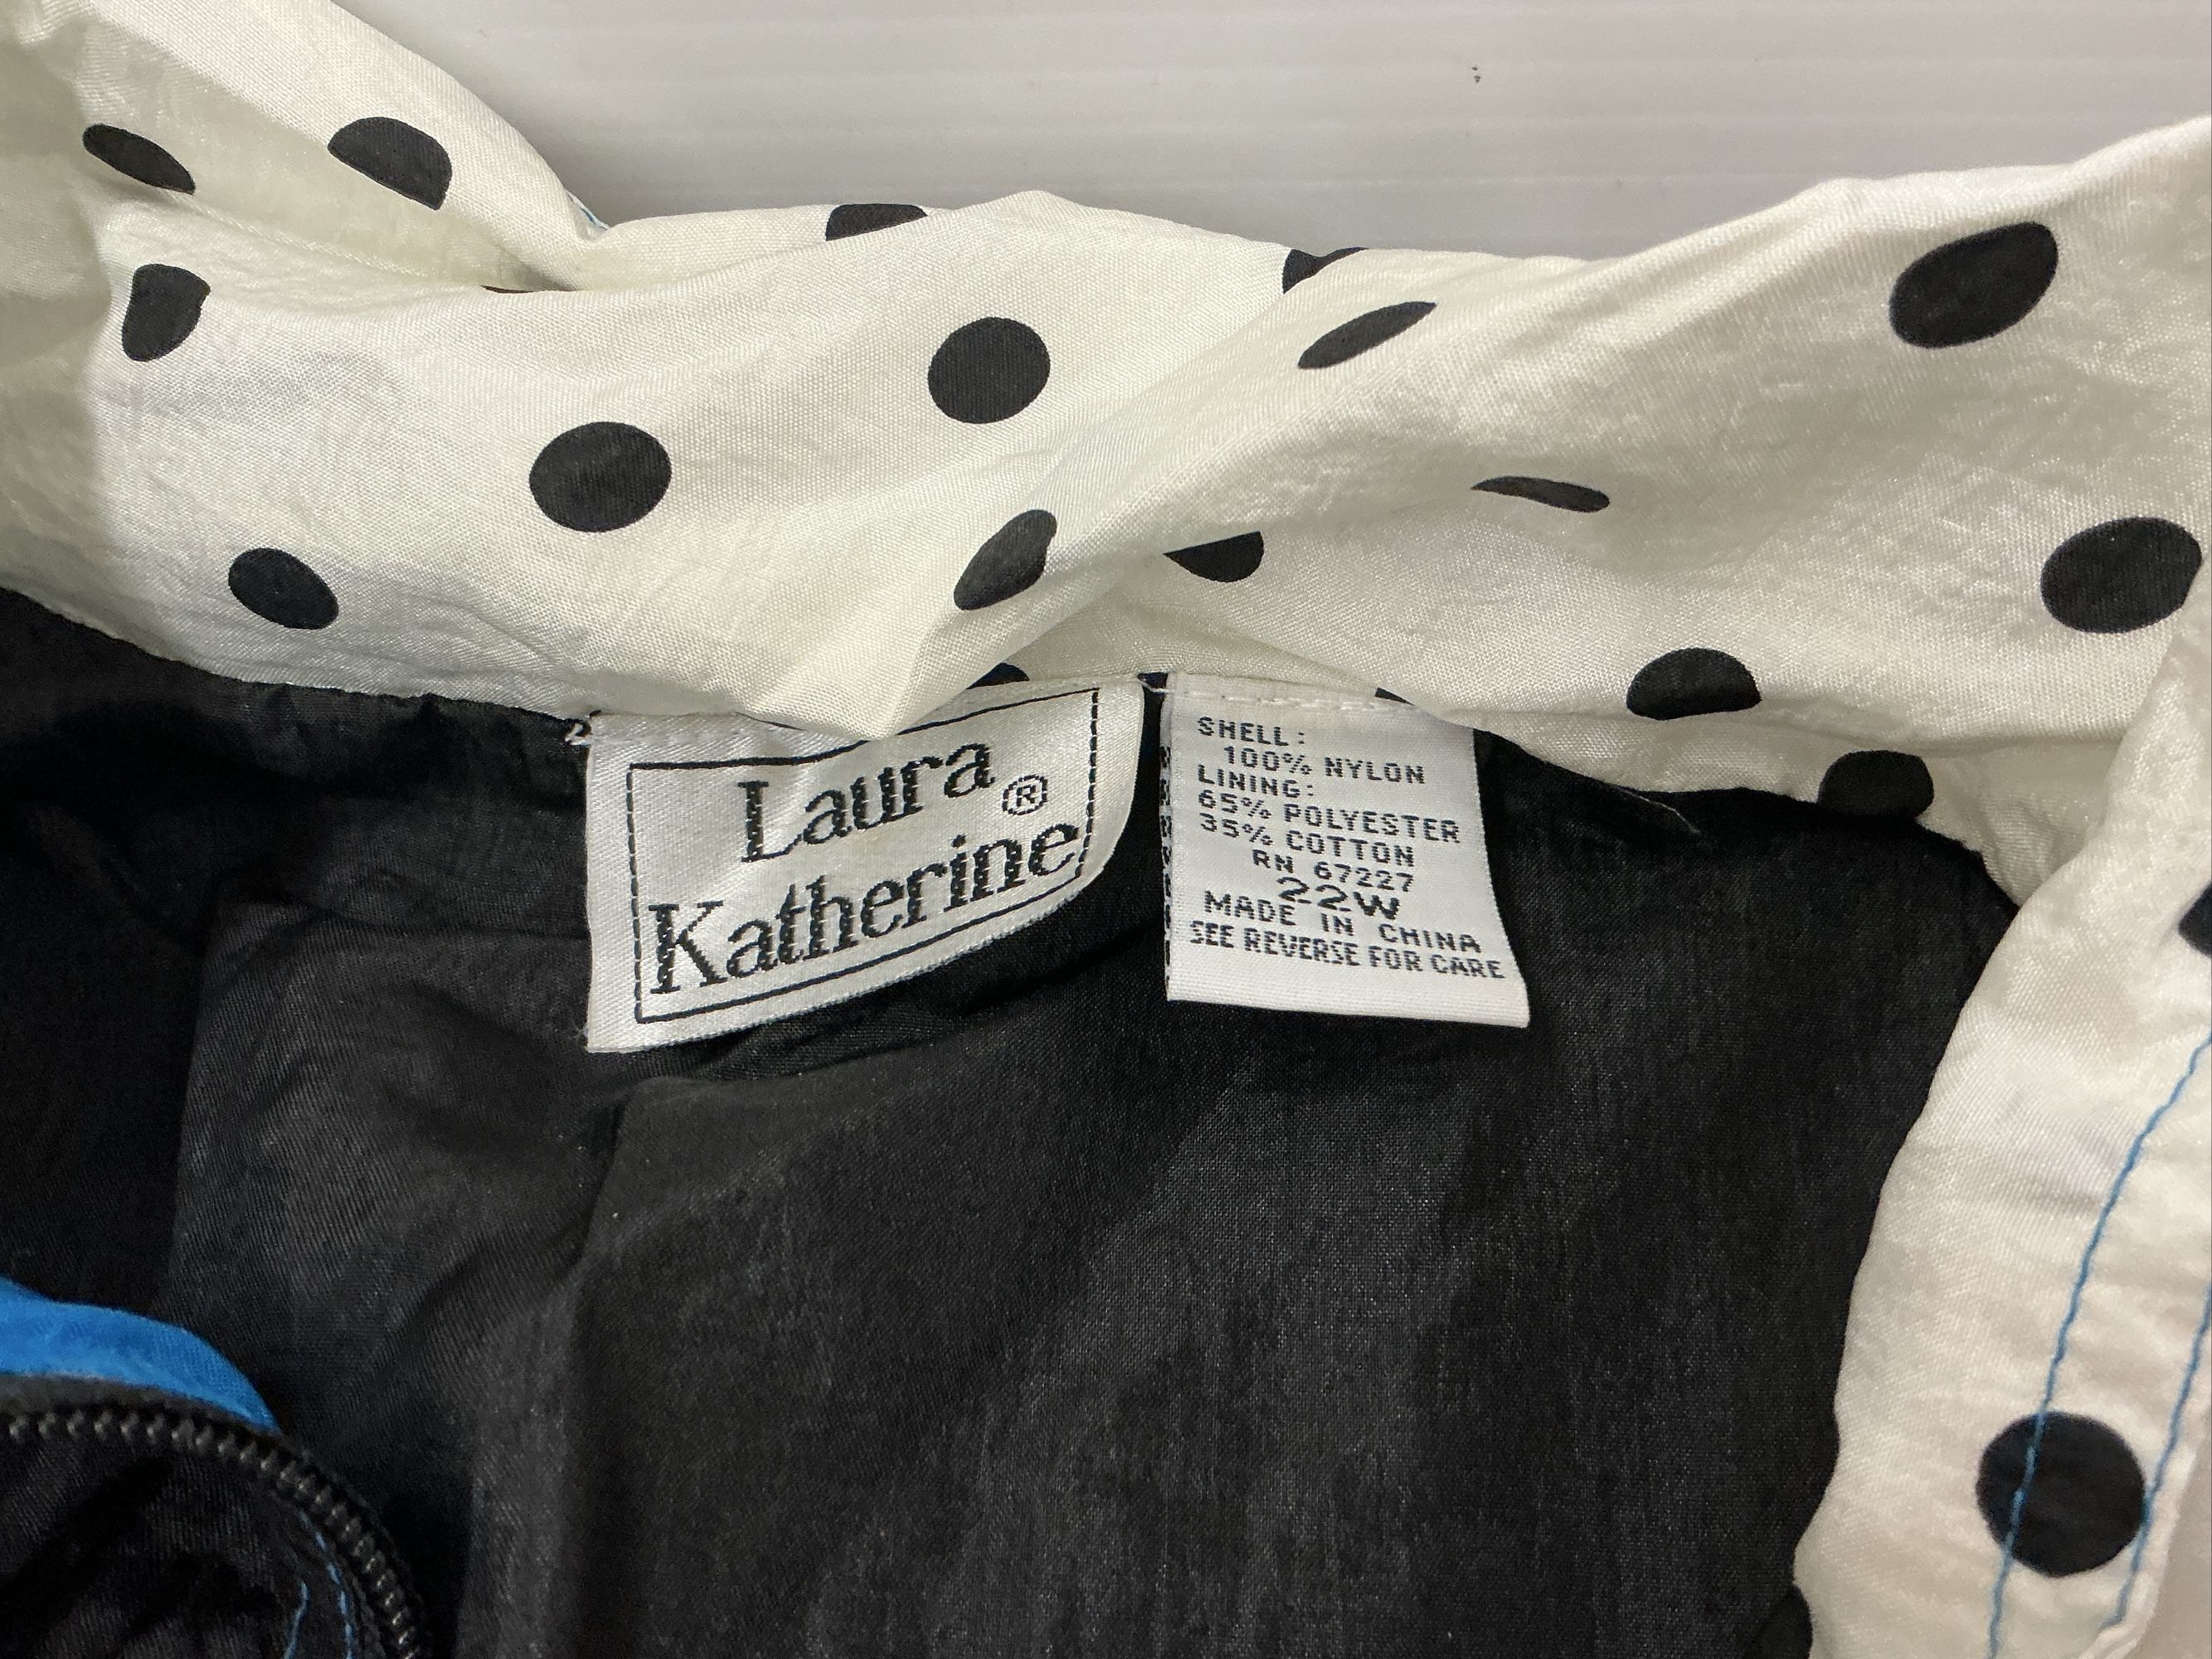 Laura ®
Katherine
SHELL:
100% NYLON
LINING:
65% POLYESTER
35% COTTON
RN 67227
22W
MADE IN CHINA
SEE REVERSE FOR CARE